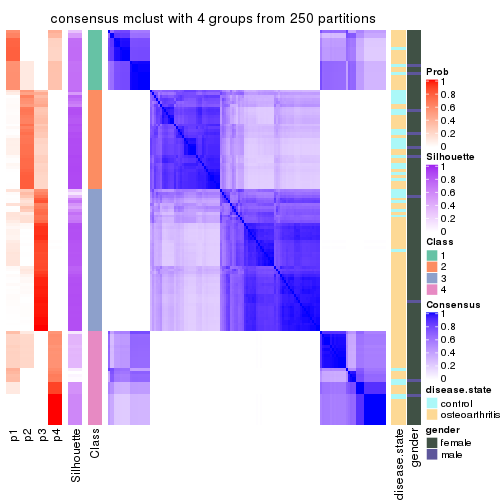 consensus mclust with 4 groups from 250 partitions
Prob
1
0.8
0.6
0.4
0.2
0
Silhouette
1
0.8
0.6
0.4
0.2
0
Class
1
2
3
4
Consensus
1
0.8
0.6
0.4
0.2
0
disease.state
control
osteoarthritis
gender
female
male
p1
p2
p3
p4
Silhouette
Class
disease.state
gender